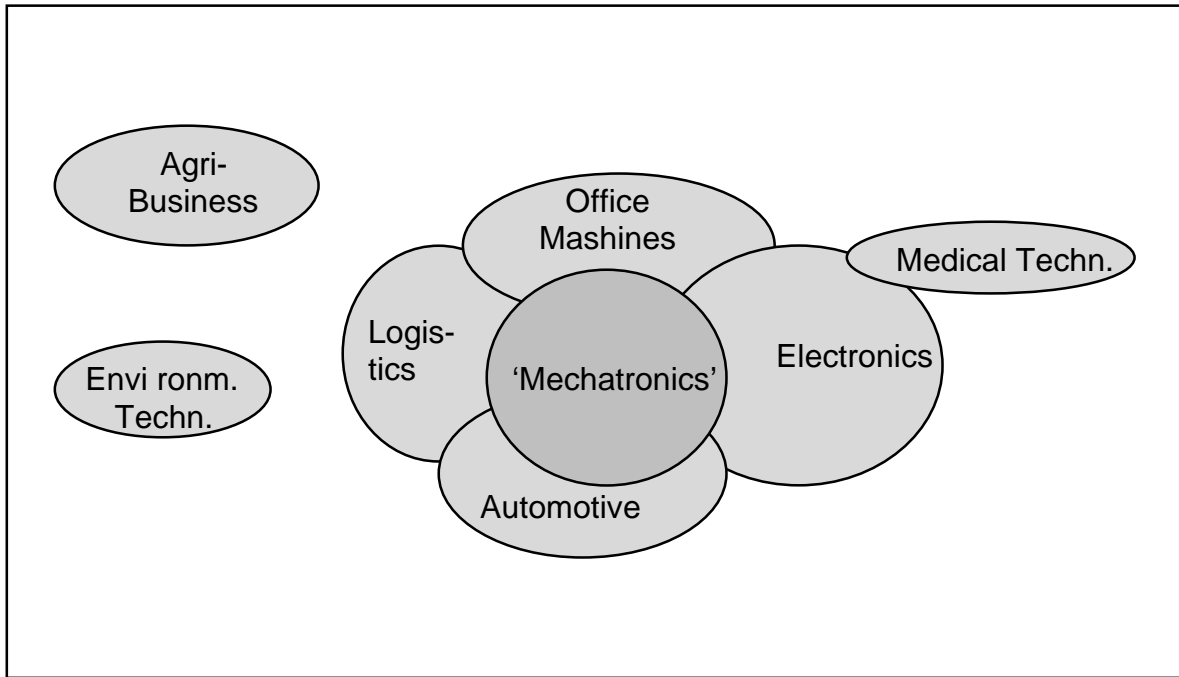 Agri-
Business
Office
Mashines
Medical Techn.
Logis-
tics
Electronics
Envi ronm.
Techn.
‘Mechatronics’
Automotive